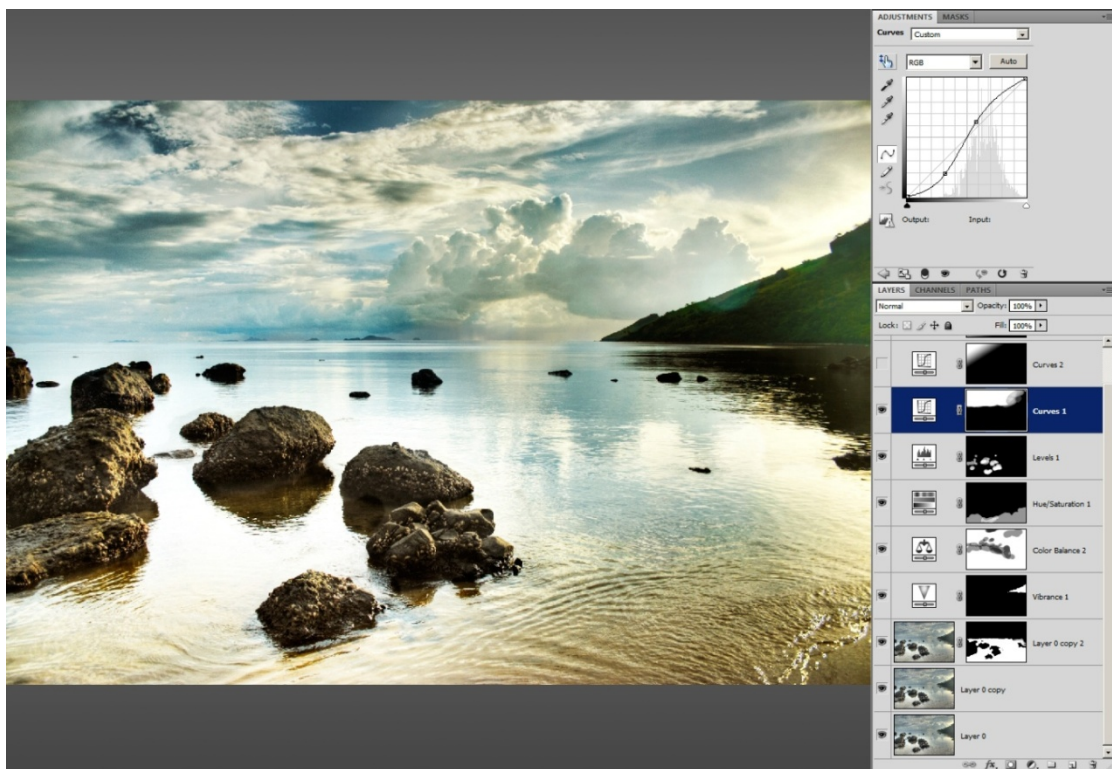 ADJUSTMENTS MASKS
Curves Custom
RGB Auto
Output: Input:
LAYERS CHANNELS PATHS
Normal Opacity: 100%
Lock: Fill: 100%
Curves 2
Curves 1
Levels 1
Hue/Saturation 1
Color Balance 2
Vibrance 1
Layer 0 copy 2
Layer 0 copy
Layer 0
fx.